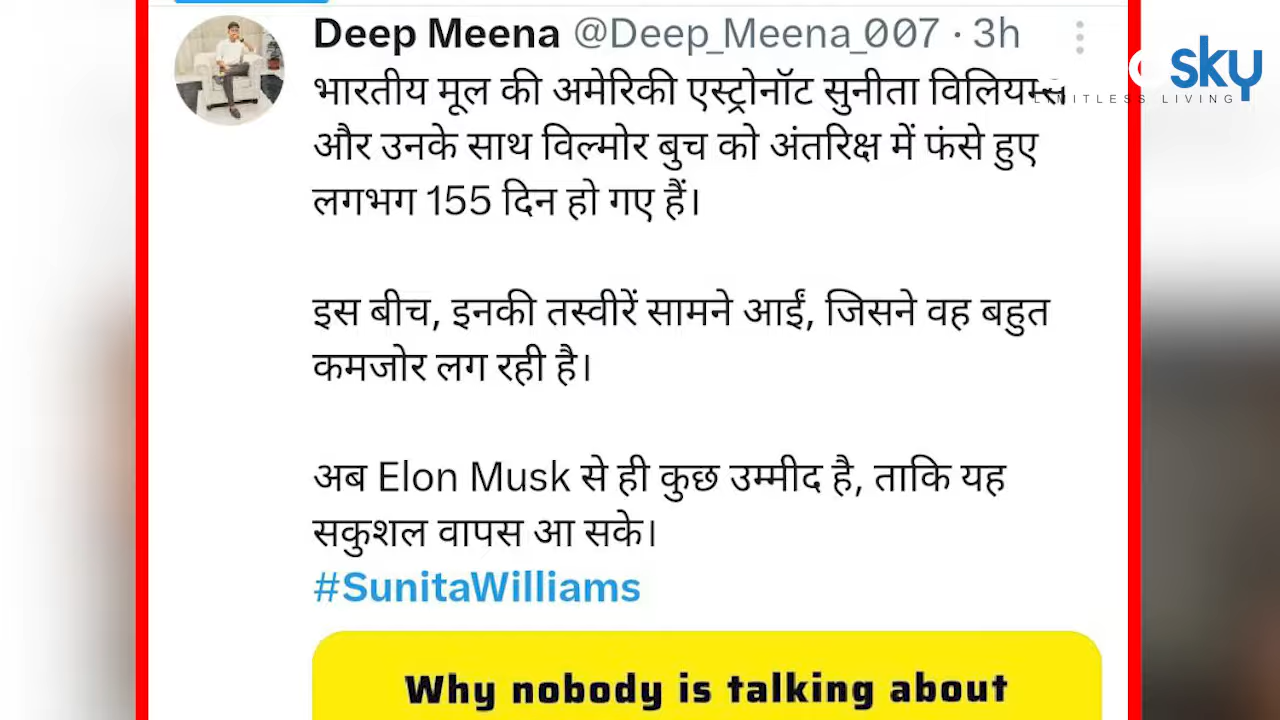 Deep Meena @Deep_Meena_007 · 3h
sky
LIMITLESS LIVING
भारतीय मूल की अमेरिकी एस्ट्रोनॉट सुनीता विलियम्स
और उनके साथ विल्मोर बुच को अंतरिक्ष में फंसे हुए
लगभग 155 दिन हो गए हैं।
इस बीच, इनकी तस्वीरें सामने आईं, जिसने वह बहुत
कमजोर लग रही है।
अब Elon Musk से ही कुछ उम्मीद है, ताकि यह
सकुशल वापस आ सके।
#SunitaWilliams
Why nobody is talking about